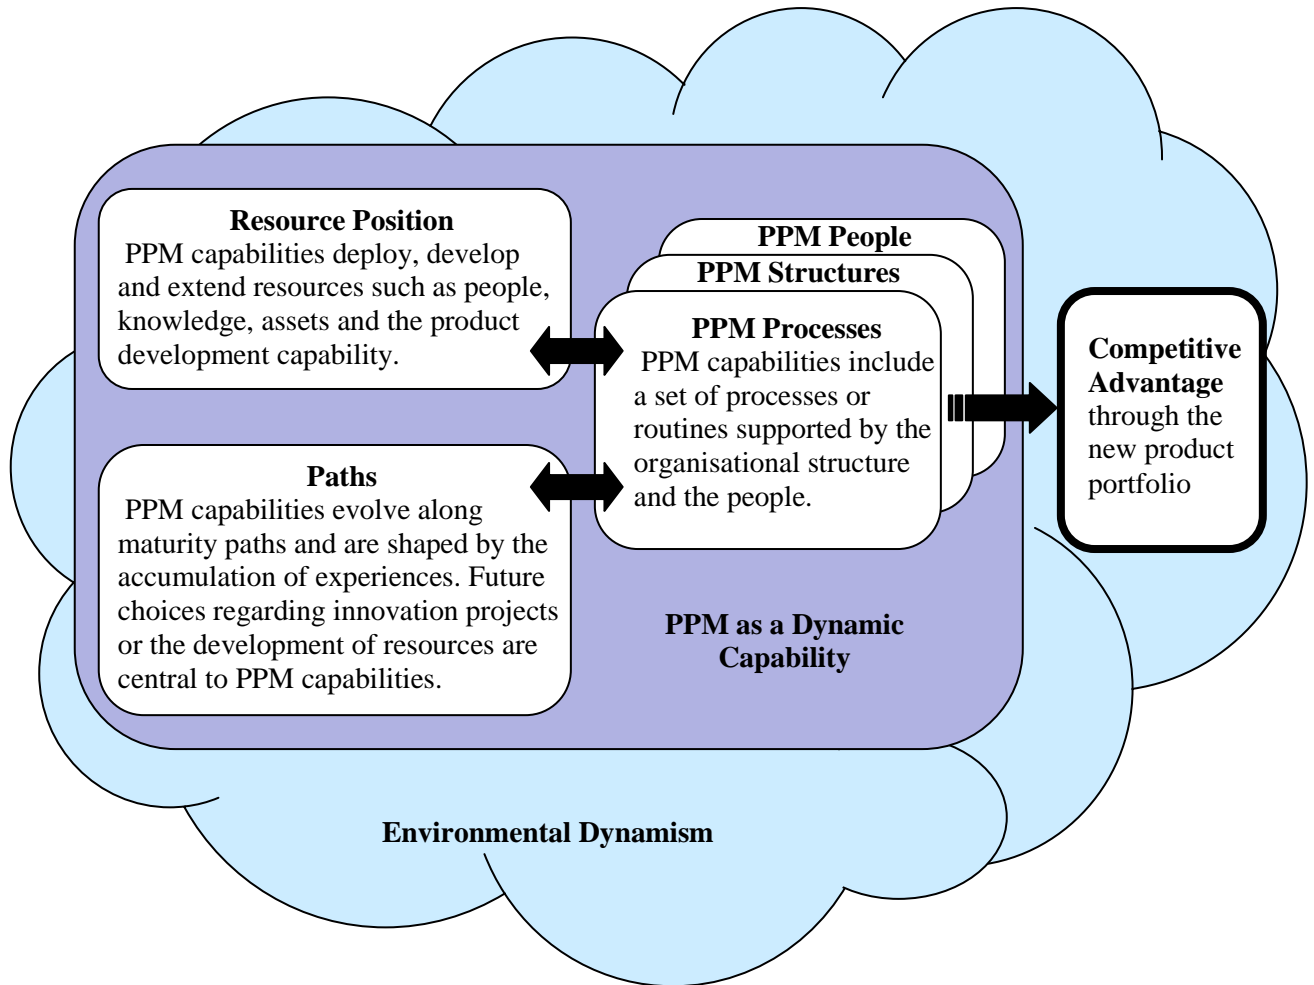 Resource Position
PPM capabilities deploy, develop
and extend resources such as people,
knowledge, assets and the product
development capability.
Paths
PPM capabilities evolve along
maturity paths and are shaped by the
accumulation of experiences. Future
choices regarding innovation projects
or the development of resources are
central to PPM capabilities.
PPM People
PPM Structures
PPM Processes
PPM capabilities include
a set of processes or
routines supported by the
organisational structure
and the people.
PPM as a Dynamic
Capability
Competitive
Advantage
through the
new product
portfolio
Environmental Dynamism